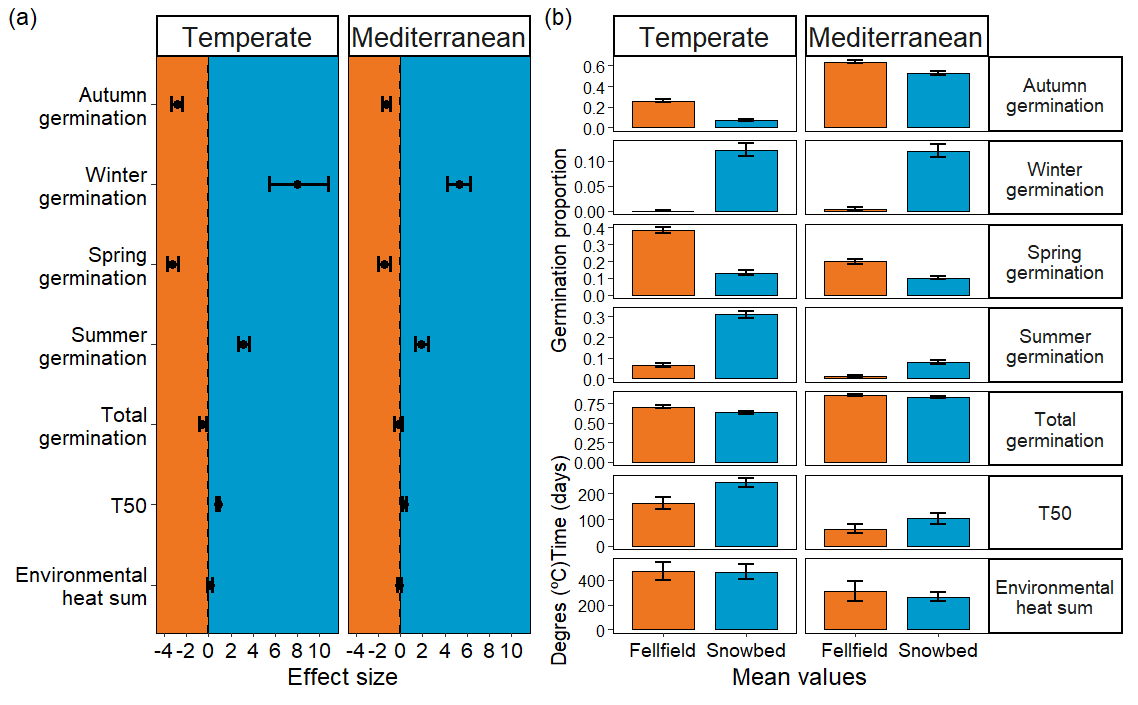 (a)
Temperate
Mediterranean
Autumn
germination
Winter
germination
Spring
germination
Summer
germination
Total
germination
T50
Environmental
heat sum
-4 -2 0 2 4 6 8 10
-4 -2 0 2 4 6 8 10
Effect size
(b)
Temperate
Mediterranean
0.6
0.4
0.2
0.0
Autumn
germination
0.10
0.05
0.00
Winter
germination
0.4
0.3
0.2
0.1
0.0
Spring
germination
0.3
0.2
0.1
0.0
Summer
germination
0.75
0.50
0.25
0.00
Total
germination
200
100
0
T50
400
200
0
Environmental
heat sum
Germination proportion
Time (days)
Degres (ºC)
Fellfield Snowbed
Fellfield Snowbed
Mean values